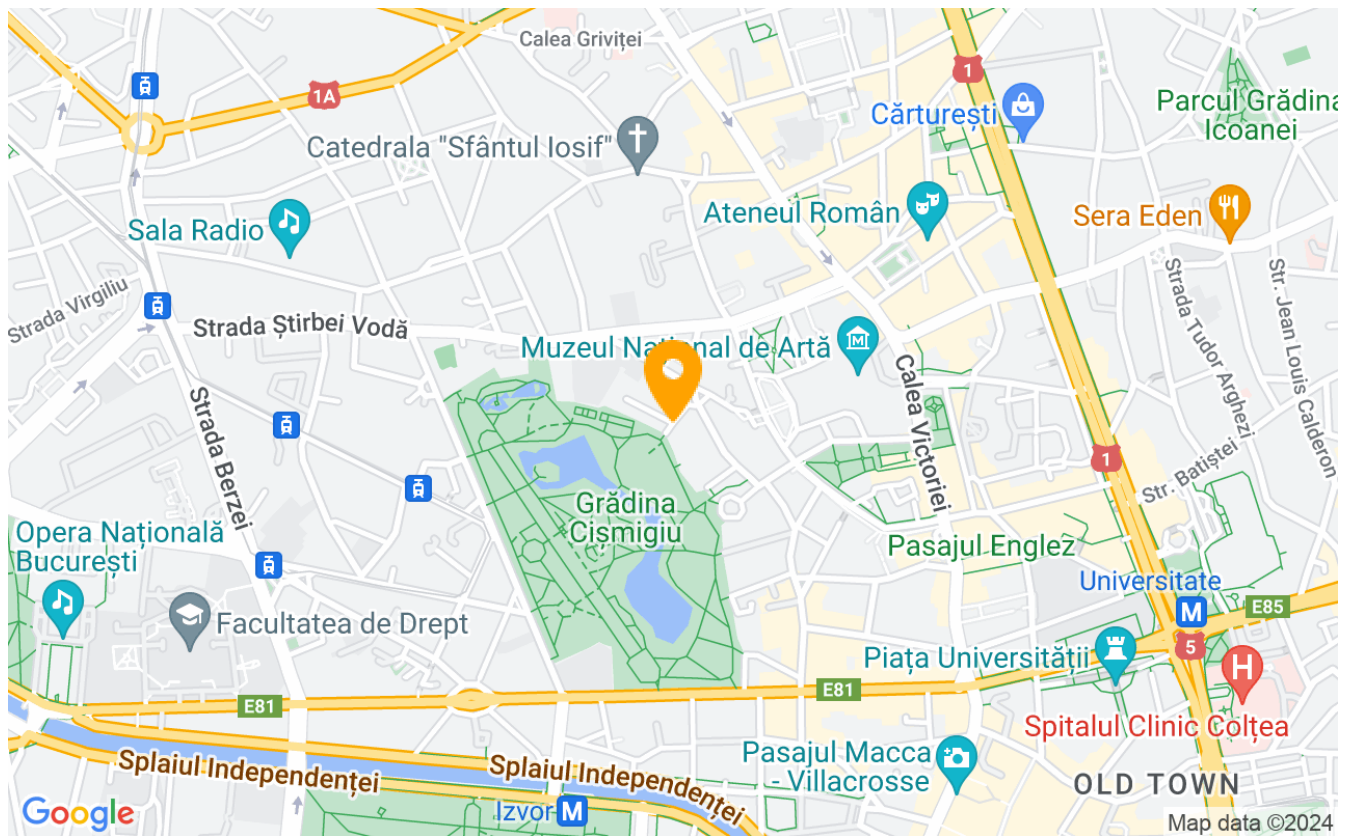 Calea Griviței
1
1A
Cărturești
Parcul Grădina
Icoanei
Catedrala "Sfântul Iosif"
Ateneul Român
Sera Eden
Sala Radio
Strada Virgiliu
Strada Știrbei Vodă
Muzeul Național de Artă
Strada Tudor Arghezi
Str. Jean Louis Calderon
Calea Victoriei
Strada Berzei
1
Str. Batiștei
Grădina
Cișmigiu
Opera Națională
București
Pasajul Englez
Universitate
M
E85
Facultatea de Drept
5
Piața Universității
H
E81
E81
Spitalul Clinic Colțea
Splaiul Independenței
Splaiul Independenței
Pasajul Macca
- Villacrosse
OLD TOWN
Google
Izvor M
Map data ©2024